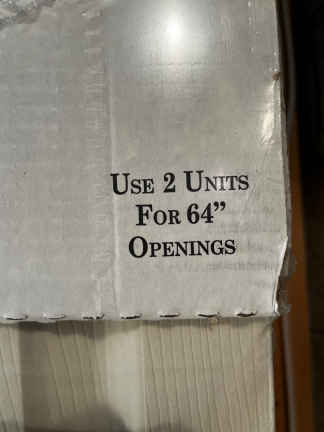 Use 2 Units
For 64”
Openings